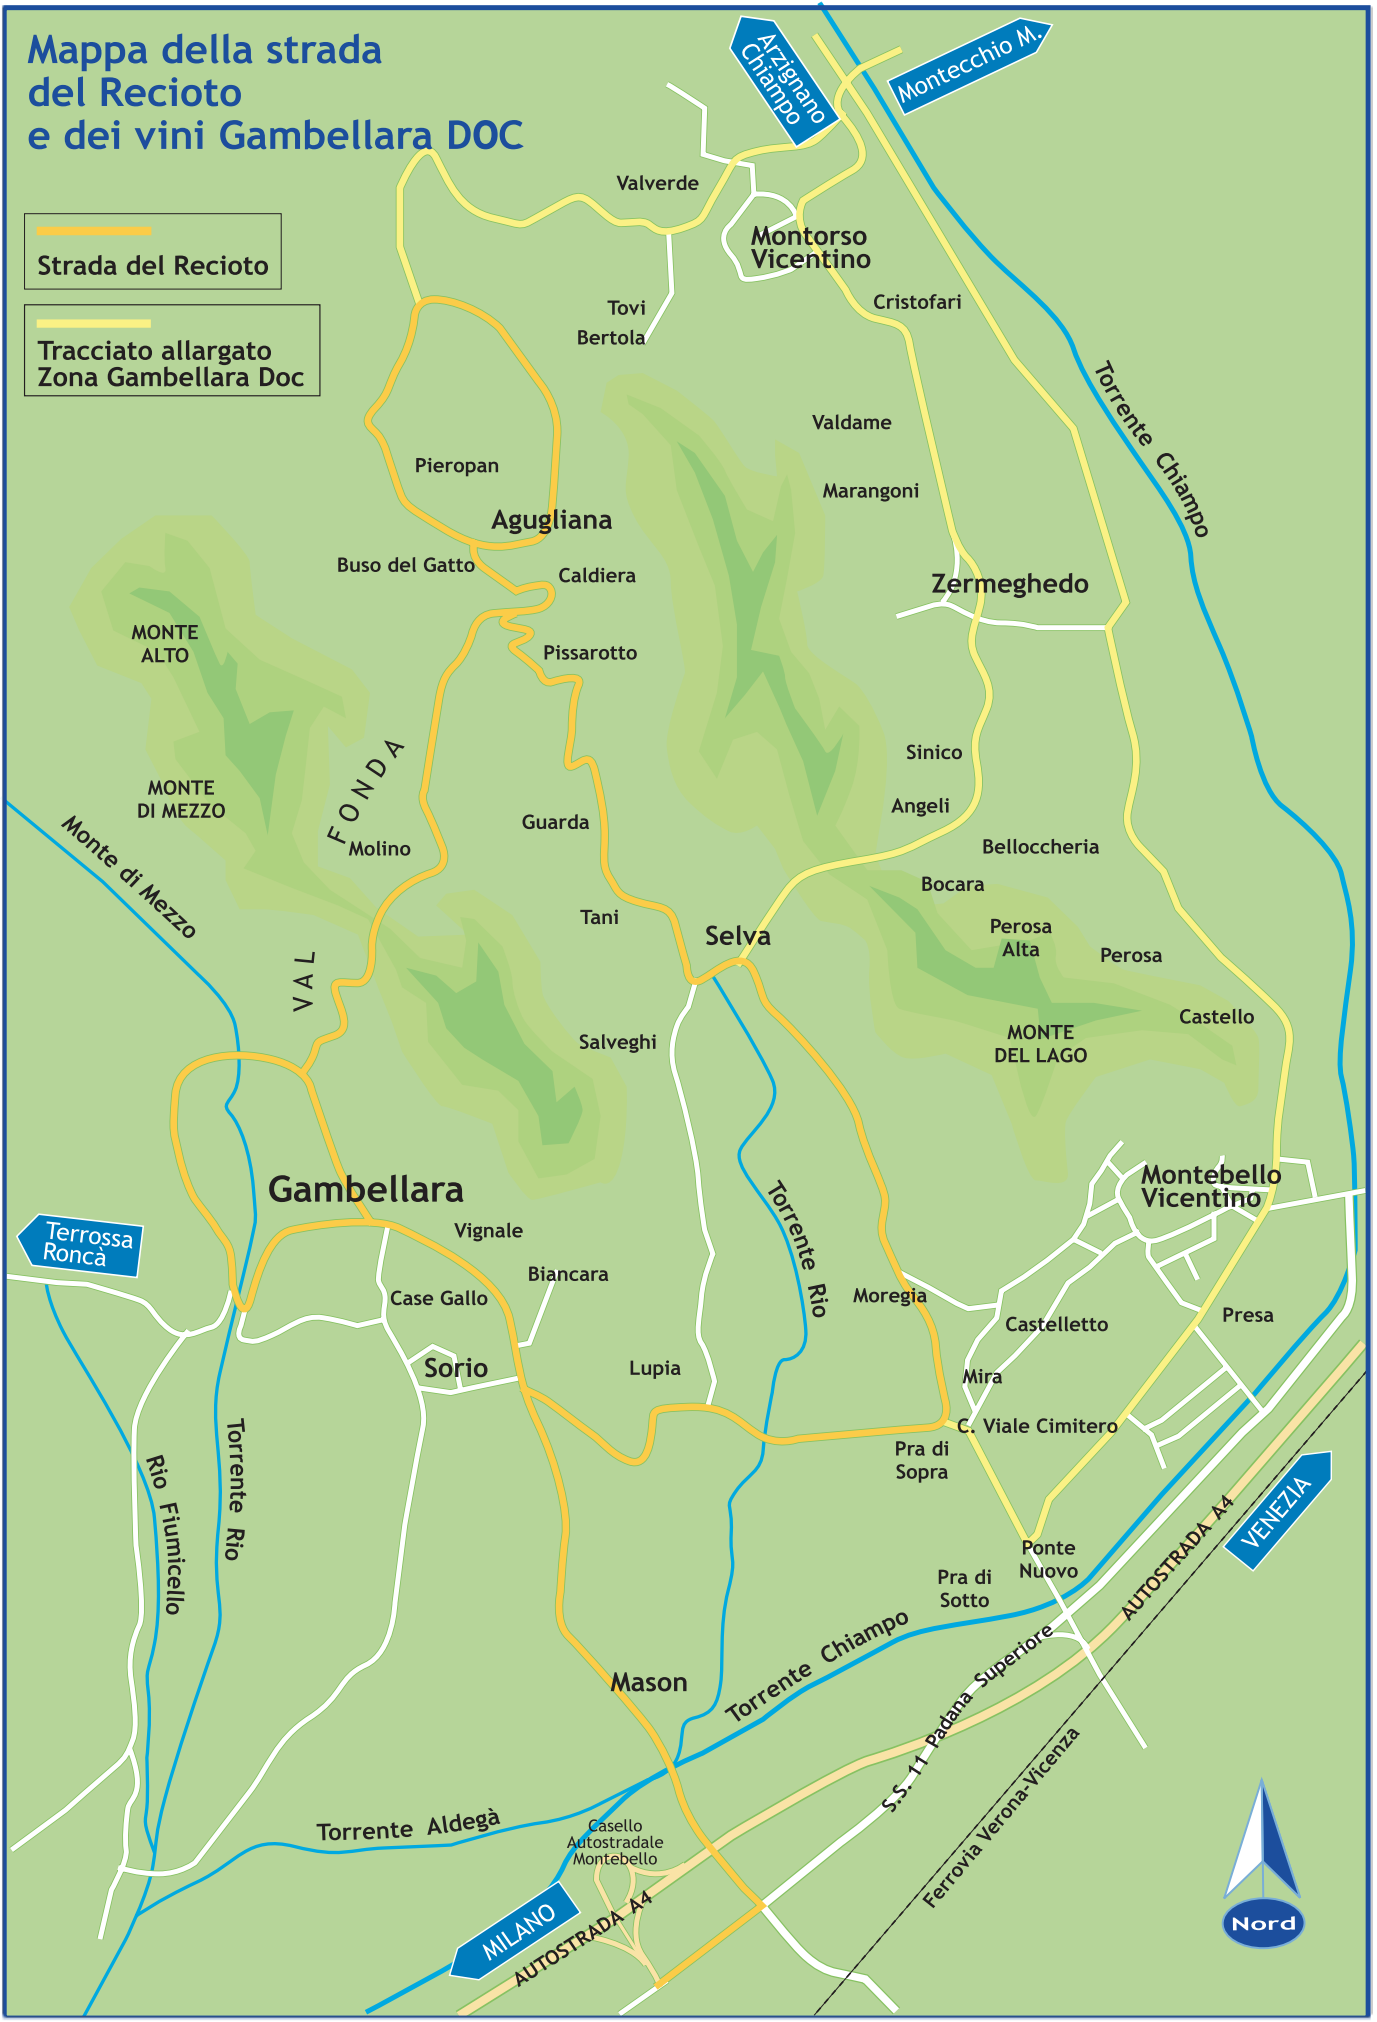 Mappa della strada
del Recioto
e dei vini Gambellara DOC
Strada del Recioto
Tracciato allargato
Zona Gambellara Doc
Arzignano
Chiampo
Montecchio M.
Valverde
Montorso
Vicentino
Cristofari
Tovi
Bertola
Torrente Chiampo
Valdame
Pieropan
Marangoni
Agugliana
Buso del Gatto
Caldiera
Zermeghedo
MONTE
ALTO
Pissarotto
VAL FONDA
Sinico
MONTE
DI MEZZO
Angeli
Guarda
Molino
Monte di Mezzo
Belloccheria
Bocara
Tani
Selva
Perosa
Alta
Perosa
Castello
Salveghi
MONTE
DEL LAGO
Montebello
Vicentino
Gambellara
Terrossa
Roncà
Vignale
Torrente Rio
Biancara
Case Gallo
Moregia
Castelletto
Presa
Sorio
Lupia
Mira
C. Viale Cimitero
Pra di
Sopra
Torrente Rio
Rio Fiumicello
VENEZIA
AUTOSTRADA A4
Ponte
Nuovo
Pra di
Sotto
Torrente Chiampo
S.S. 11 Padana Superiore
Mason
Ferrovia Verona-Vicenza
Torrente Aldegà
Casello
Autostradale
Montebello
MILANO
AUTOSTRADA A4
Nord